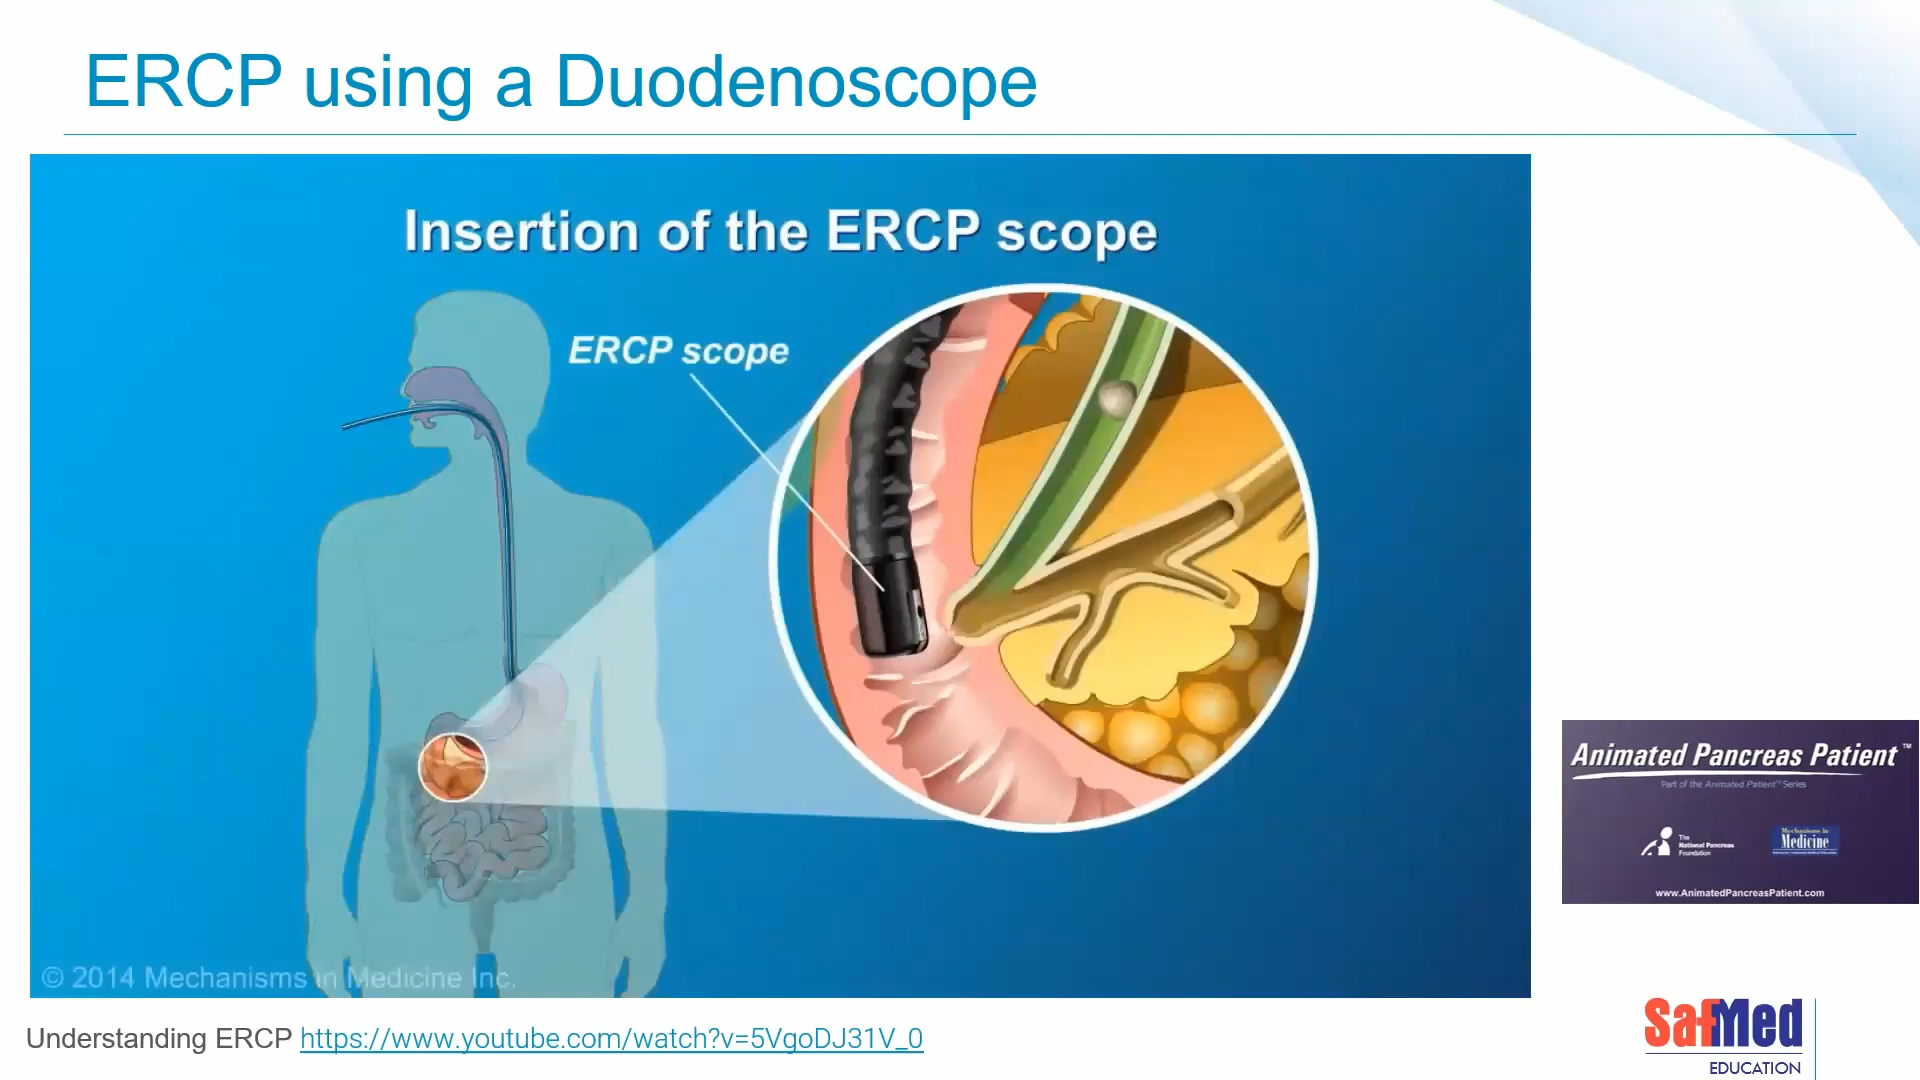 ERCP using a Duodenoscope
Insertion of the ERCP scope
ERCP scope
© 2014 Mechanisms in Medicine Inc.
Animated Pancreas Patient™
Part of the Animated Patient™ Series
The
National Pancreas
Foundation
Mechanisms in
Medicine
www.AnimatedPancreasPatient.com
Understanding ERCP https://www.youtube.com/watch?v=5VgoDJ31V_0
SafMed
EDUCATION